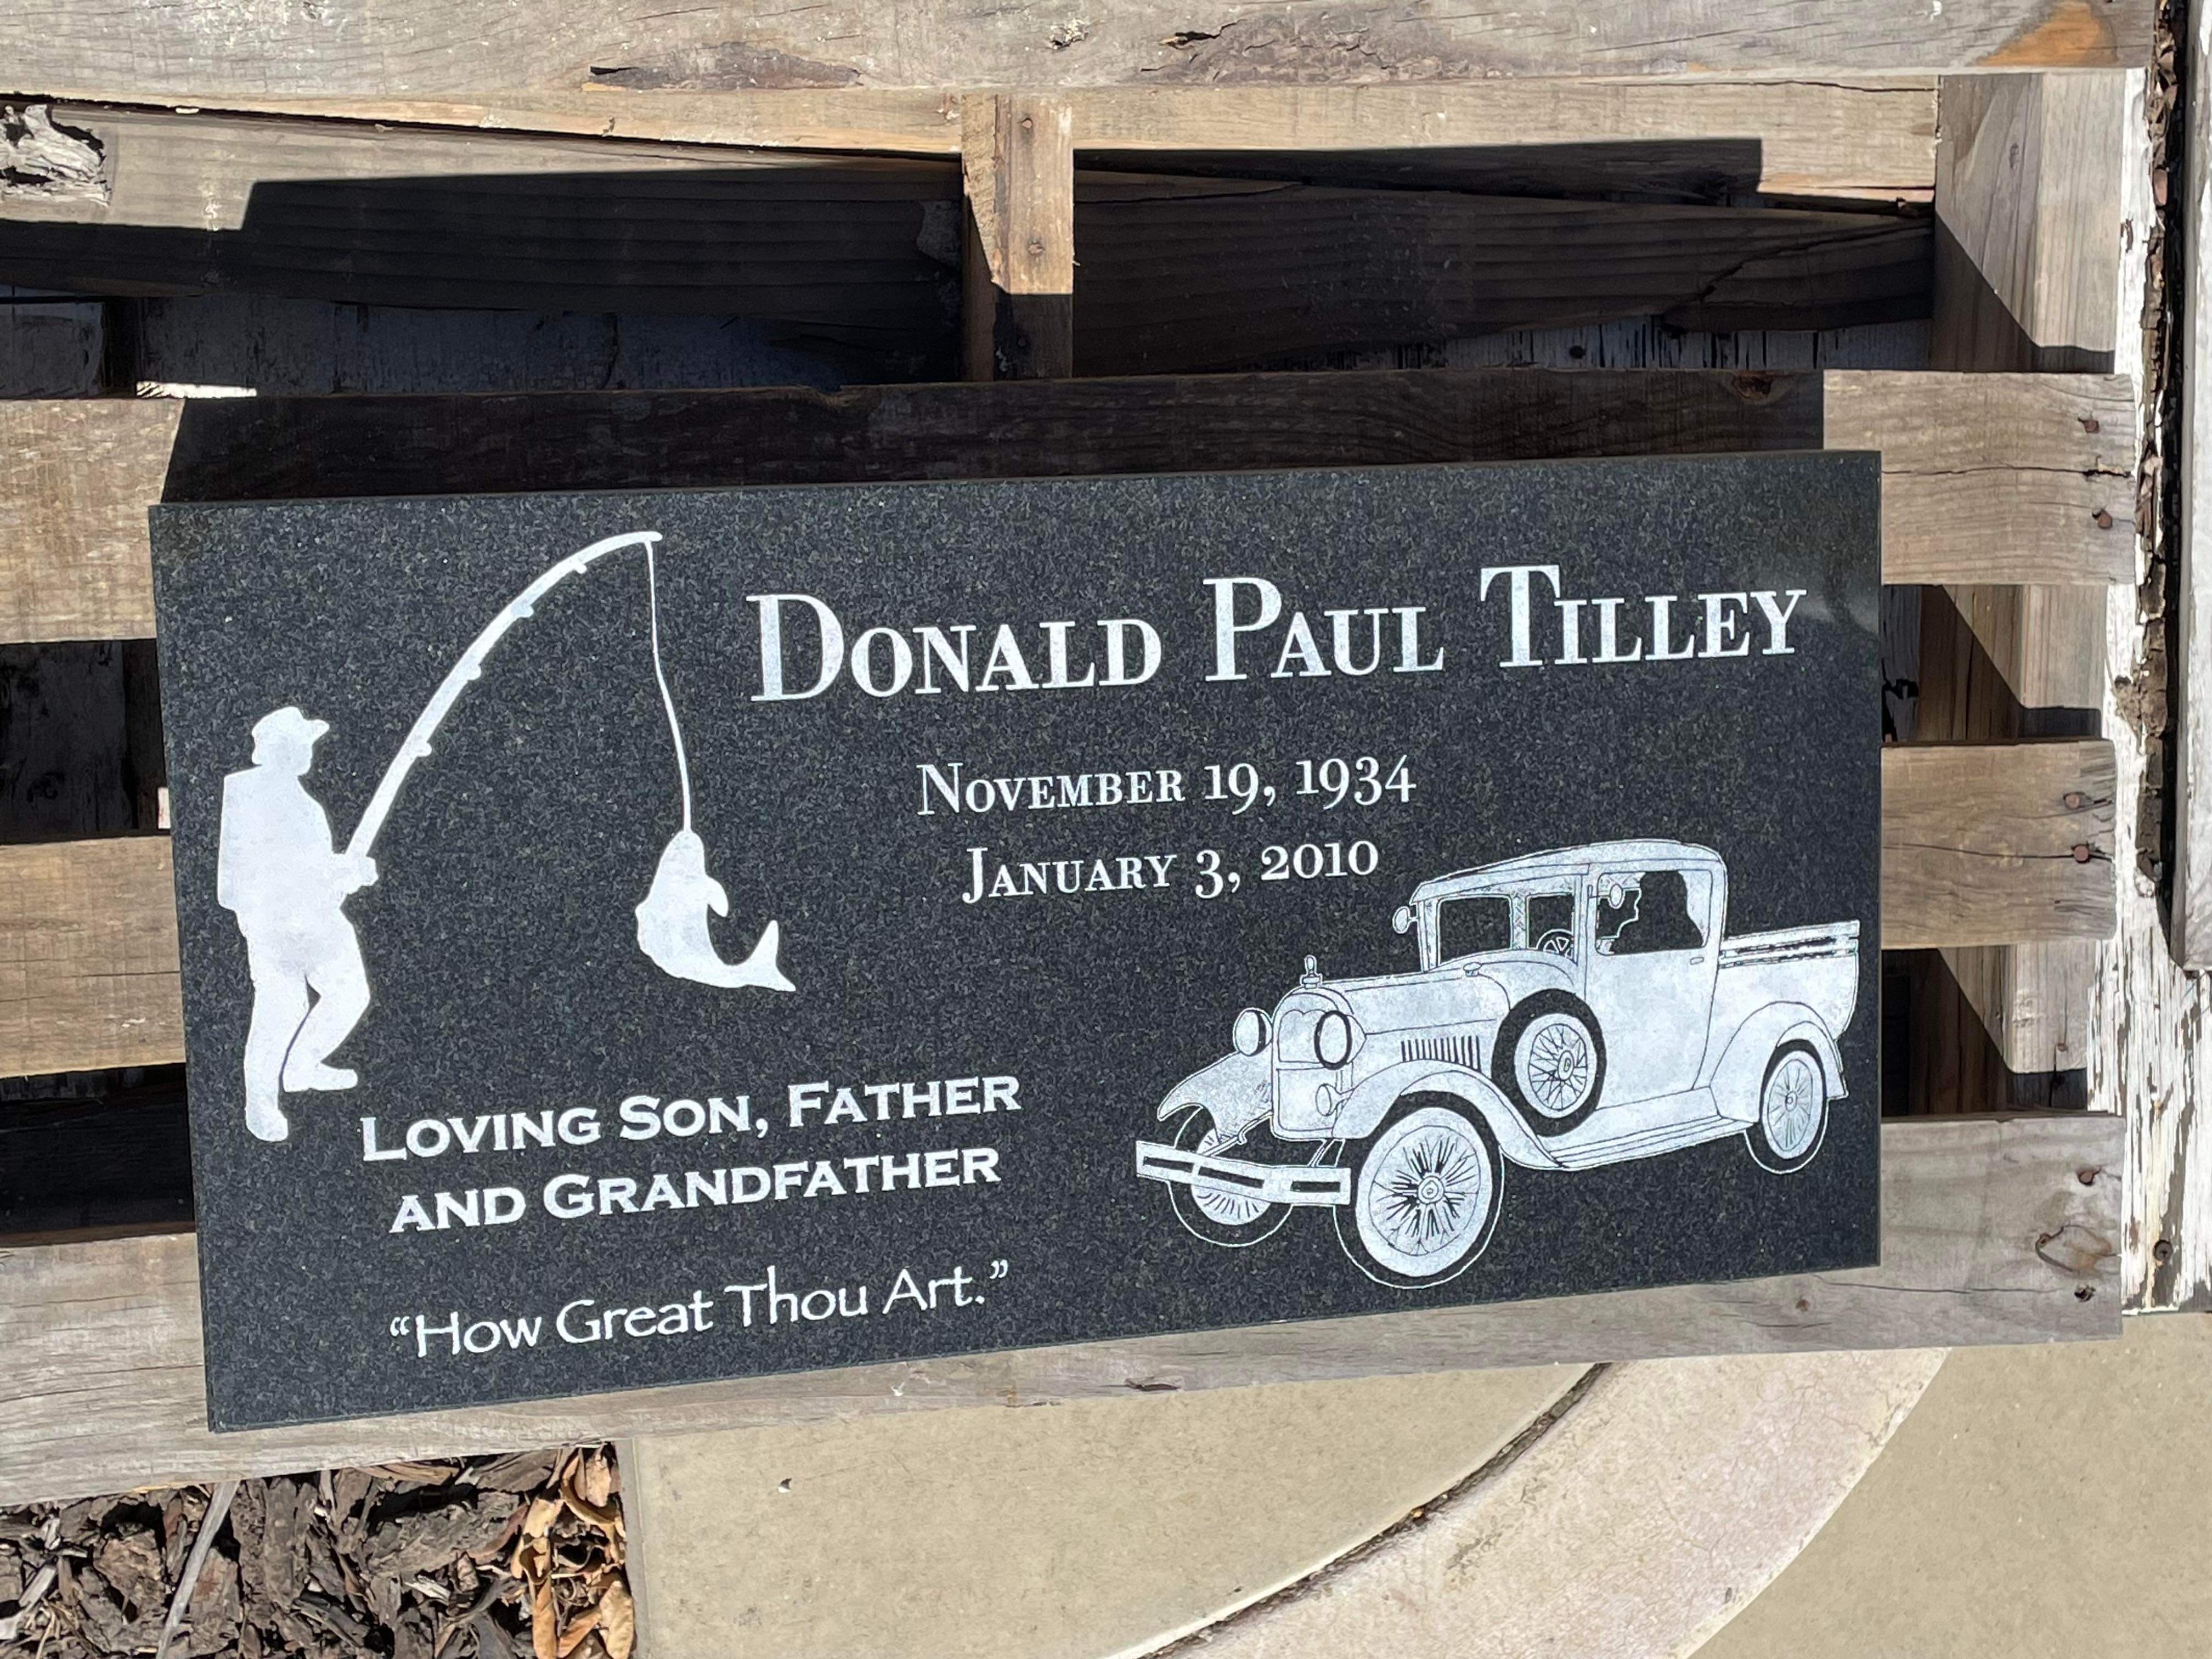 Donald Paul Tilley
November 19, 1934
January 3, 2010
Loving Son, Father
and Grandfather
“How Great Thou Art.”